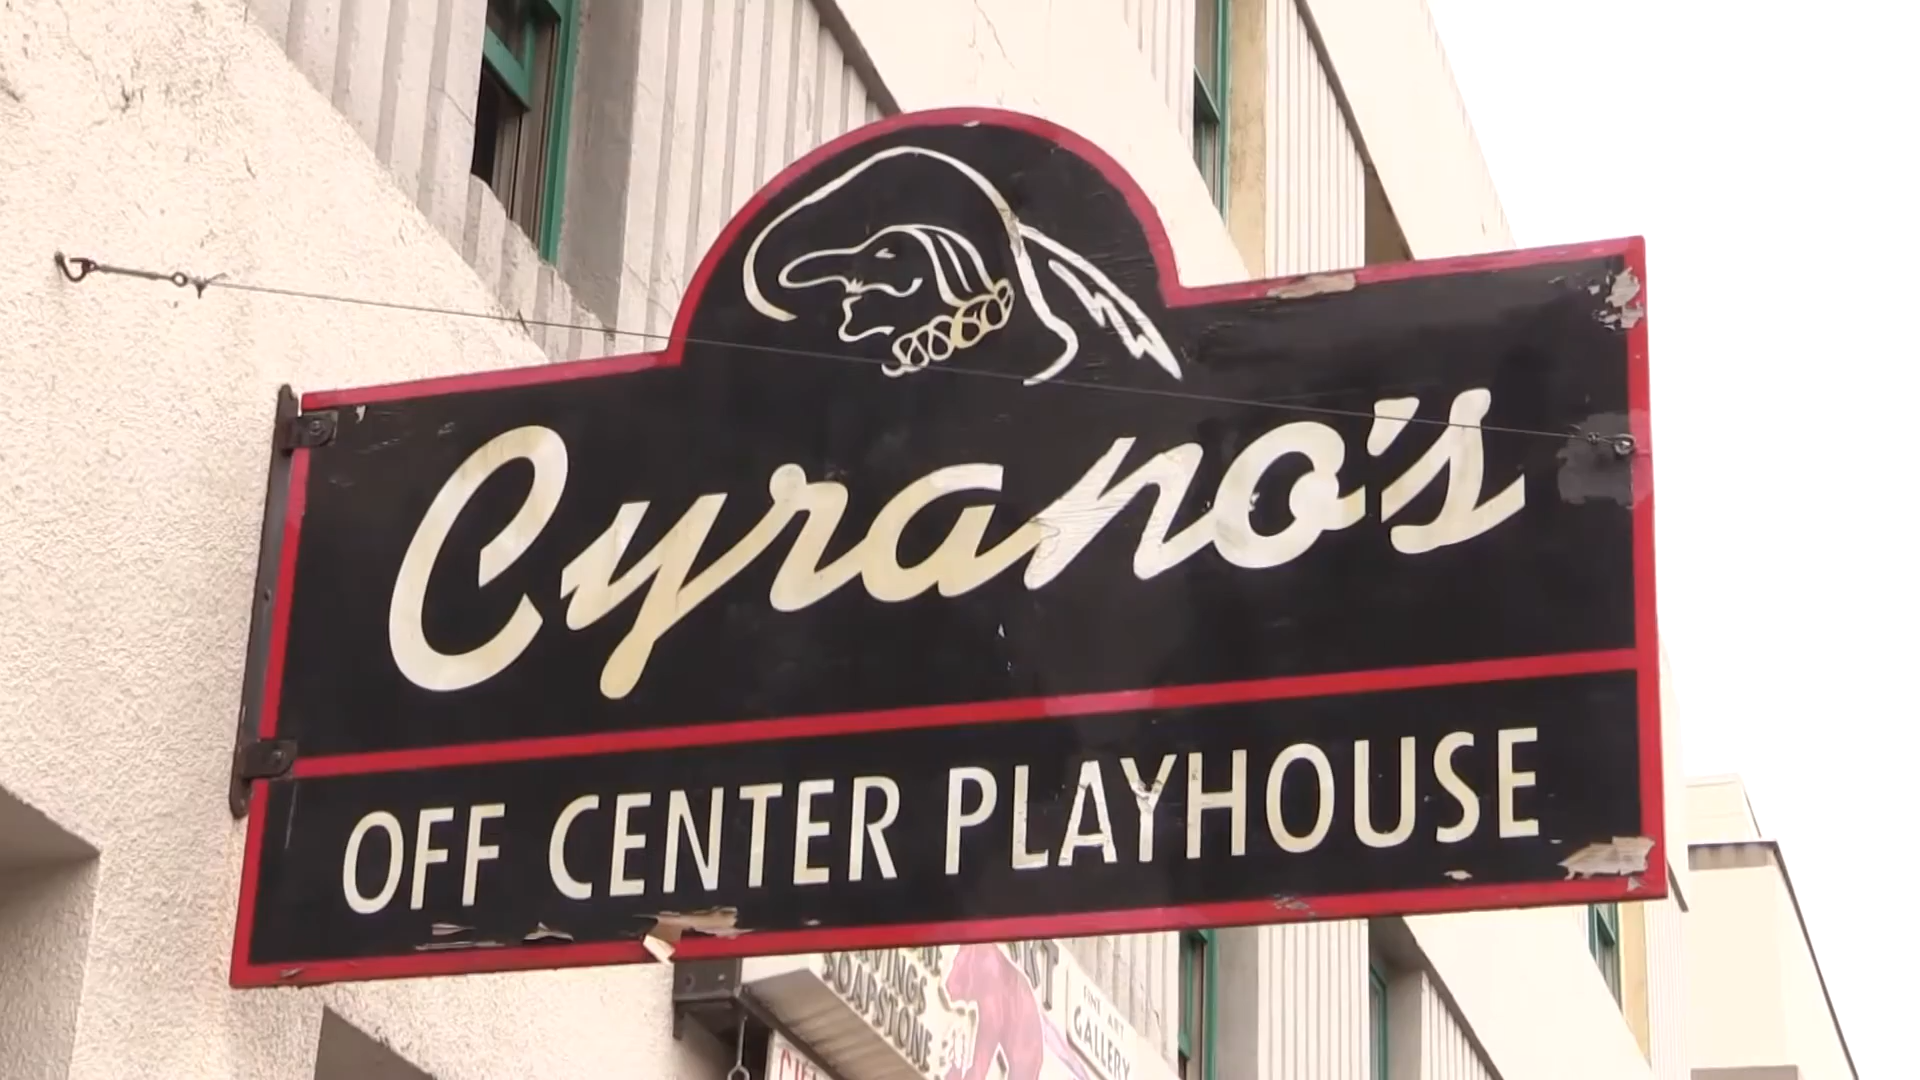 Cyrano's
OFF CENTER PLAYHOUSE
SOAPSTONE
FINE ART
GALLERY